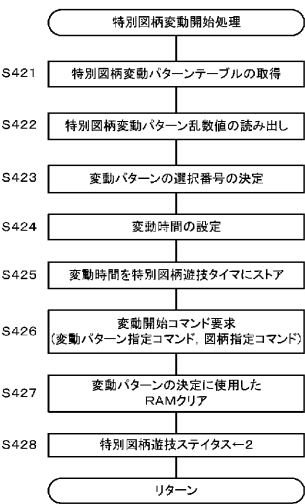 特別図柄変動開始処理
S421
特別図柄変動パターンテーブルの取得
S422
特別図柄変動パターン乱数値の読み出し
S423
変動パターンの選択番号の決定
S424
変動時間の設定
S425
変動時間を特別図柄遊技タイマにストア
S426
変動開始コマンド要求
(変動パターン指定コマンド, 図柄指定コマンド)
S427
変動パターンの決定に使用した
RAMクリア
S428
特別図柄遊技ステイタス←2
リターン